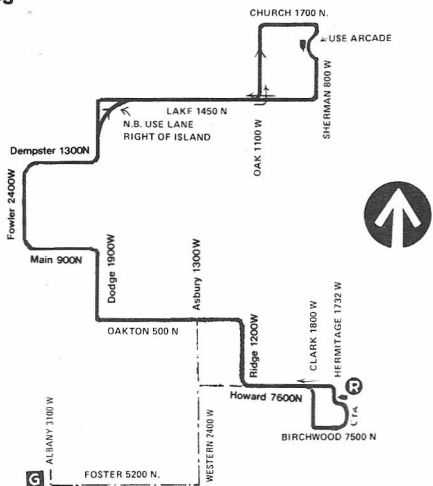 CHURCH 1700 N.
USE ARCADE
SHERMAN 800 W
LAKE 1450 N
N.B. USE LANE
RIGHT OF ISLAND
OAK 1100 W
Dempster 1300N
Fowler 2400W
Main 900N
Dodge 1900W
Asbury 1300W
OAKTON 500 N
Ridge 1200W
CLARK 1800 W
HERMITAGE 1732 W
R
Howard 7600N
CTA
BIRCHWOOD 7500 N
ALBANY 3100 W
WESTERN 2400 W
G
FOSTER 5200 N.